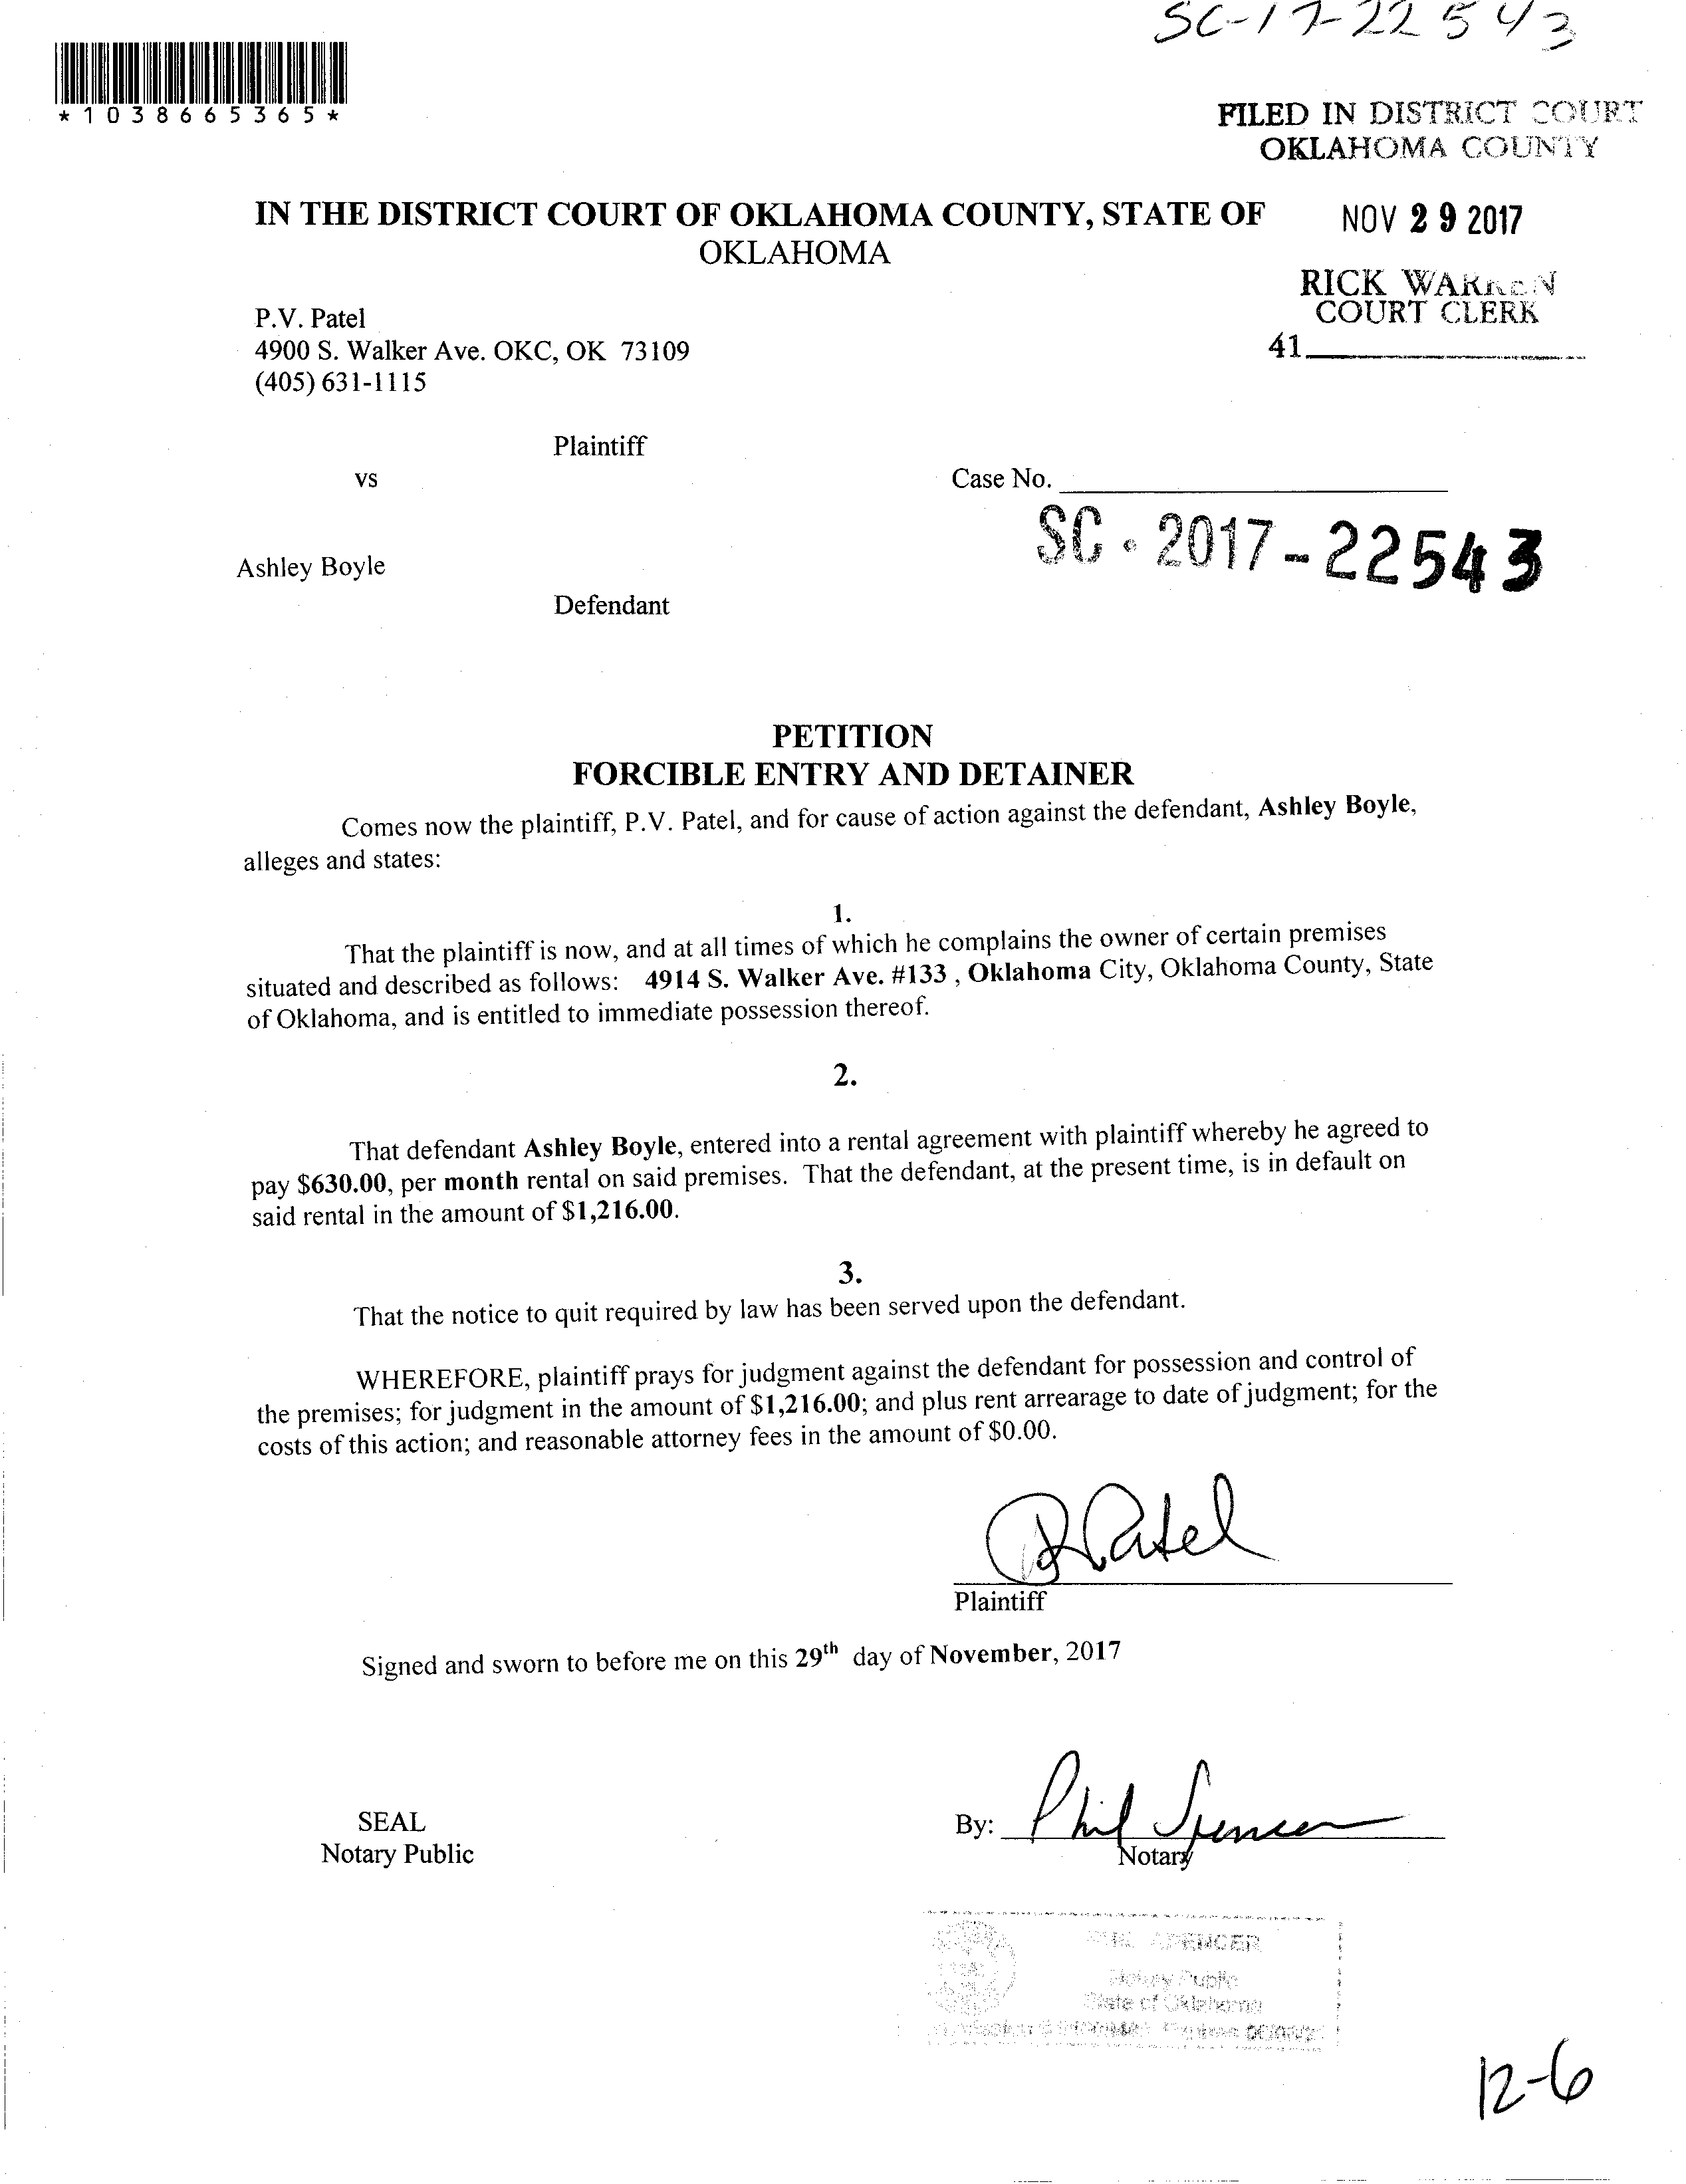 SC-17-22543
*1038665365*
FILED IN DISTRICT COURT
OKLAHOMA COUNTY
IN THE DISTRICT COURT OF OKLAHOMA COUNTY, STATE OF
OKLAHOMA
NOV 29 2017
RICK WARREN
COURT CLERK
41
P.V. Patel
4900 S. Walker Ave. OKC, OK 73109
(405) 631-1115
Plaintiff
vs
Case No.
SC - 2017-22543
Ashley Boyle
Defendant
PETITION
FORCIBLE ENTRY AND DETAINER
Comes now the plaintiff, P.V. Patel, and for cause of action against the defendant, Ashley Boyle,
alleges and states:
1.
That the plaintiff is now, and at all times of which he complains the owner of certain premises
situated and described as follows: 4914 S. Walker Ave. #133 , Oklahoma City, Oklahoma County, State
of Oklahoma, and is entitled to immediate possession thereof.
2.
That defendant Ashley Boyle, entered into a rental agreement with plaintiff whereby he agreed to
pay $630.00, per month rental on said premises. That the defendant, at the present time, is in default on
said rental in the amount of $1,216.00.
3.
That the notice to quit required by law has been served upon the defendant.
WHEREFORE, plaintiff prays for judgment against the defendant for possession and control of
the premises; for judgment in the amount of $1,216.00; and plus rent arrearage to date of judgment; for the
costs of this action; and reasonable attorney fees in the amount of $0.00.
Patel
Plaintiff
Signed and sworn to before me on this 29th day of November, 2017
SEAL
Notary Public
By: Phil Spencer
Notary
SPENCER
Notary Public
State of Oklahoma
12-6